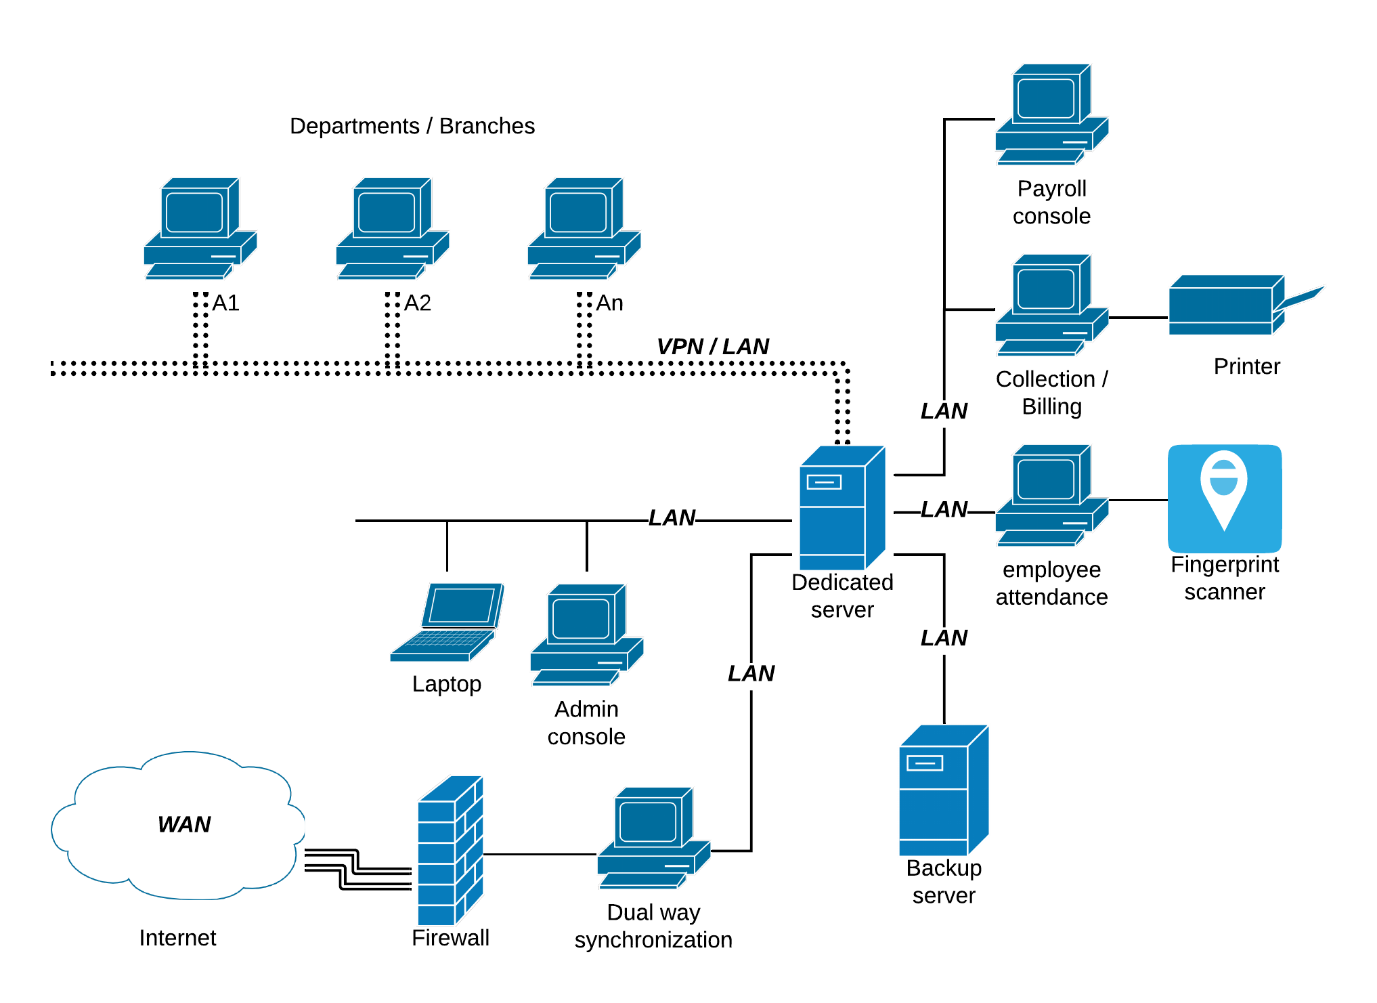 Departments / Branches
A1
A2
An
VPN / LAN
Payroll
console
Collection /
Billing
Printer
LAN
LAN
employee
attendance
Fingerprint
scanner
LAN
Dedicated
server
Laptop
Admin
console
LAN
LAN
Backup
server
WAN
Internet
Firewall
Dual way
synchronization